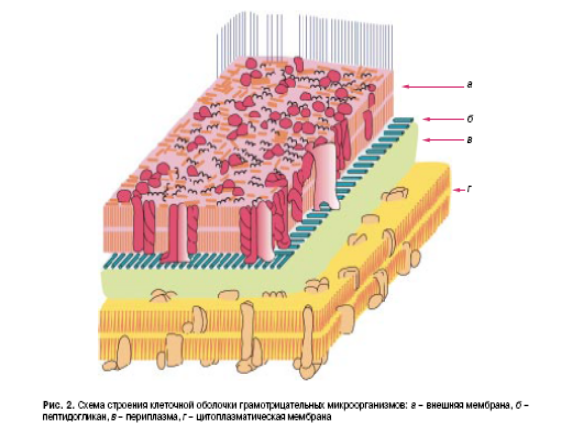 а
б
в
г
Рис. 2. Схема строения клеточной оболочки грамотрицательных микроорганизмов: а – внешняя мембрана, б –
пептидогликан, в – периплазма, г – цитоплазматическая мембрана